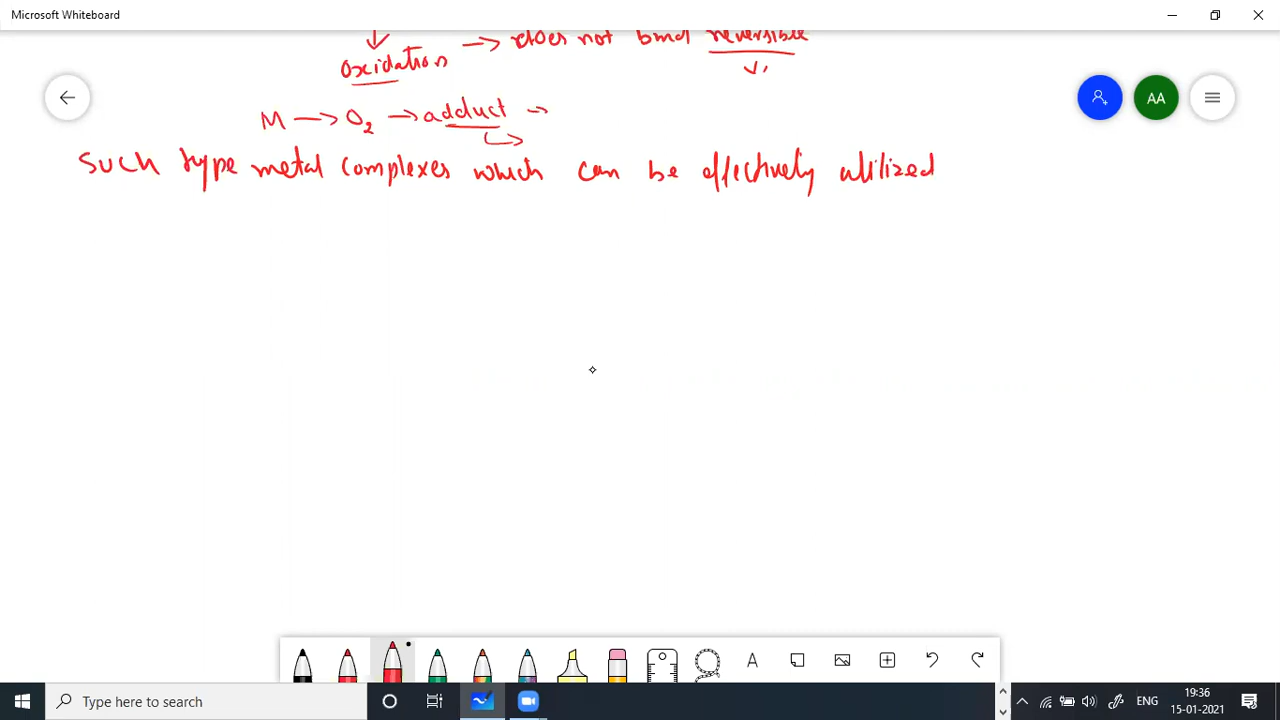 Microsoft Whiteboard
↓
Oxidation → does not bind reversible
M → O2 → adduct →
Such type metal complexes which can be effectively utilized
AA
A
Type here to search
ENG
19:36
15-01-2021